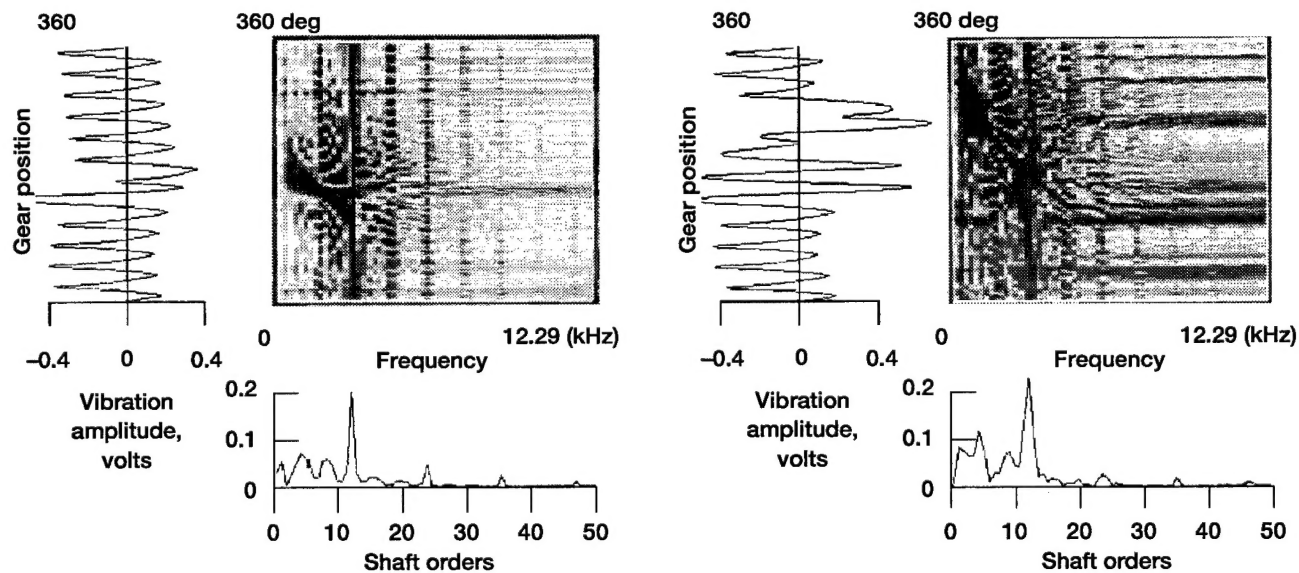 360
360 deg
Gear position
0
12.29 (kHz)
Frequency
–0.4
0
0.4
Vibration
amplitude,
volts
0.2
0.1
0
0
10
20
30
40
50
Shaft orders
360
360 deg
Gear position
0
12.29 (kHz)
Frequency
–0.4
0
0.4
Vibration
amplitude,
volts
0.2
0.1
0
0
10
20
30
40
50
Shaft orders